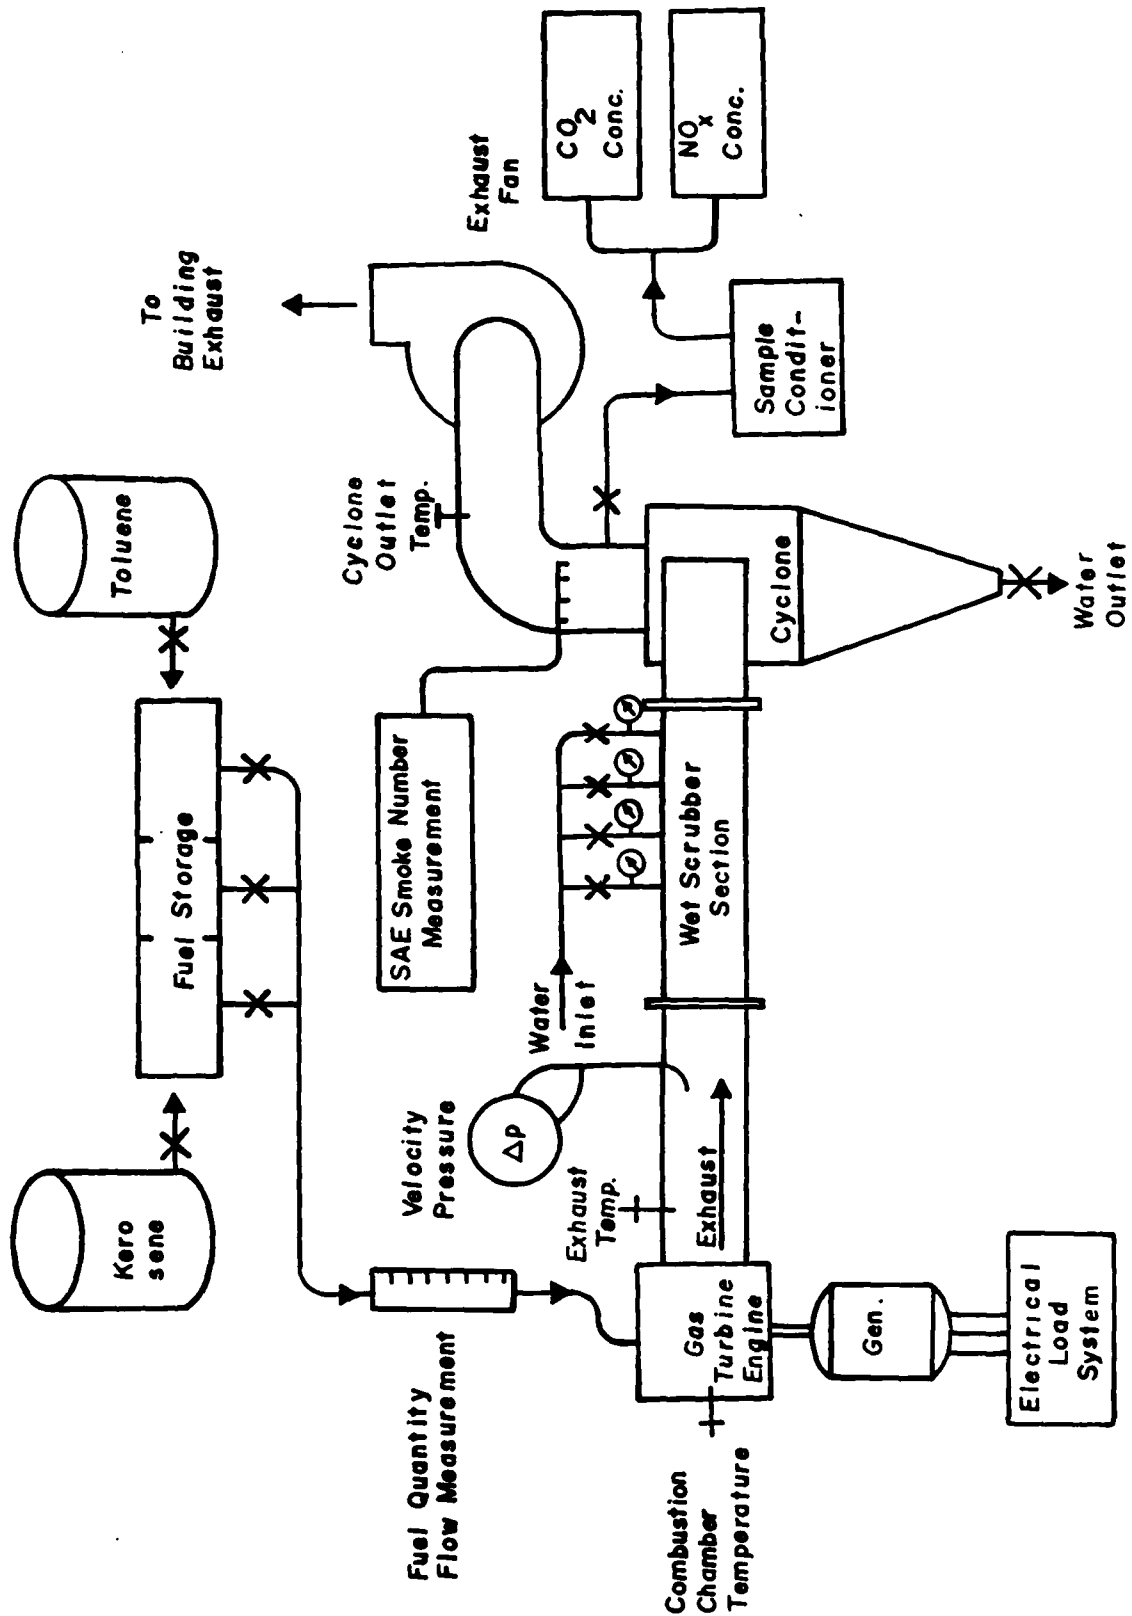 Kero
sene
Toluene
Fuel Storage
To
Building
Exhaust
Fuel Quantity
Flow Measurement
Velocity
Pressure
ΔP
SAE Smoke Number
Measurement
Cyclone
Outlet
Temp.
Exhaust
Fan
Exhaust
Temp.
Water
Inlet
CO2
Conc.
NOx
Conc.
Combustion
Chamber
Temperature
Gas
Turbine
Engine
Exhaust
Wet Scrubber
Section
Cyclone
Sample
Condit-
ioner
Gen.
Electrical
Load
System
Water
Outlet